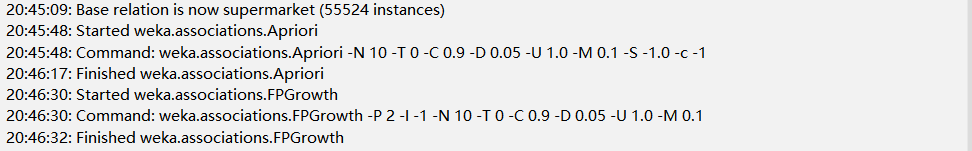 20:45:09: Base relation is now supermarket (55524 instances)
20:45:48: Started weka.associations.Apriori
20:45:48: Command: weka.associations.Apriori -N 10 -T 0 -C 0.9 -D 0.05 -U 1.0 -M 0.1 -S -1.0 -c -1
20:46:17: Finished weka.associations.Apriori
20:46:30: Started weka.associations.FPGrowth
20:46:30: Command: weka.associations.FPGrowth -P 2 -I -1 -N 10 -T 0 -C 0.9 -D 0.05 -U 1.0 -M 0.1
20:46:32: Finished weka.associations.FPGrowth